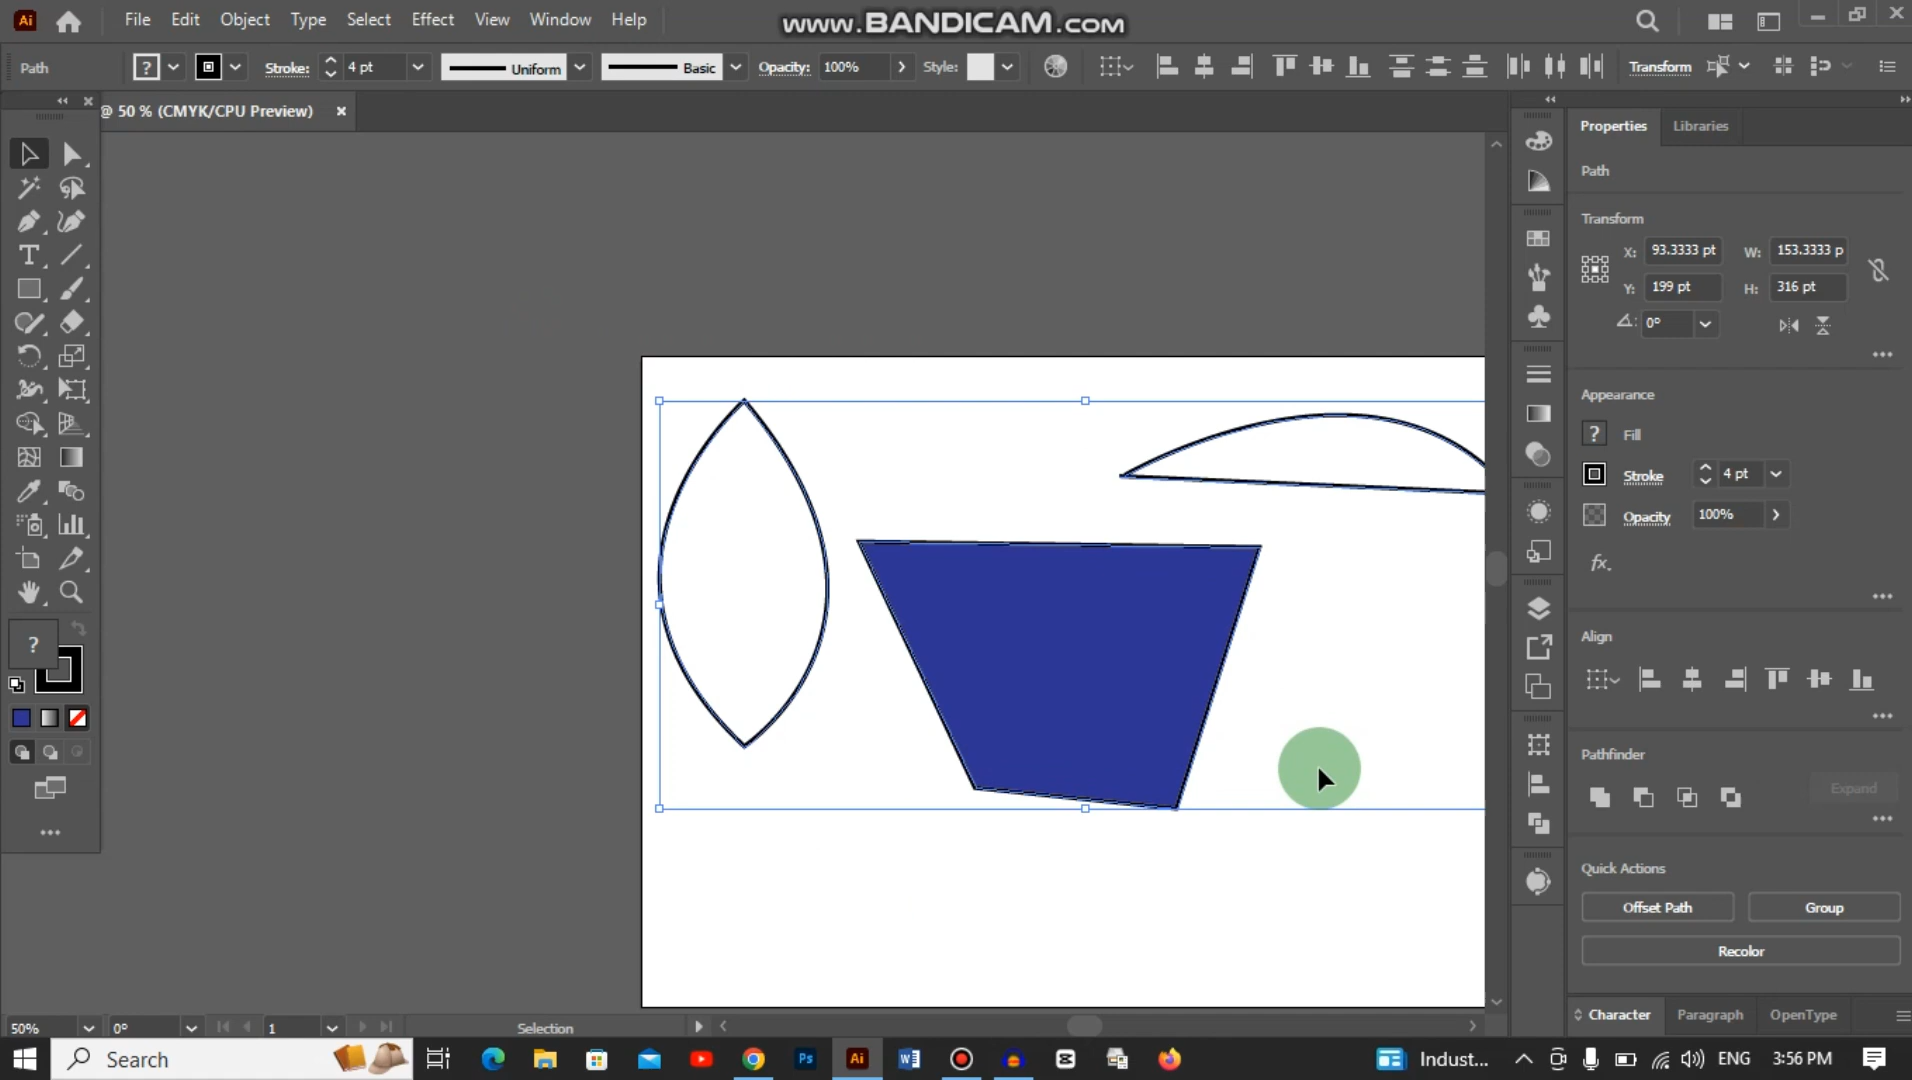 Ai File Edit Object Type Select Effect View Window Help www.BANDICAM.com
Path ? Stroke: 4 pt Uniform Basic Opacity: 100% Style: Transform
@ 50 % (CMYK/CPU Preview) ×
Properties Libraries
Path
Transform
X: 93.3333 pt W: 153.3333 p
Y: 199 pt H: 316 pt
0°
Appearance
? Fill
Stroke 4 pt
Opacity 100%
fx.
Align
?
Pathfinder
Expand
Quick Actions
Offset Path Group
Recolor
Character Paragraph OpenType
50% 0° 1 Selection
Search Ps Ai Indust... ENG 3:56 PM